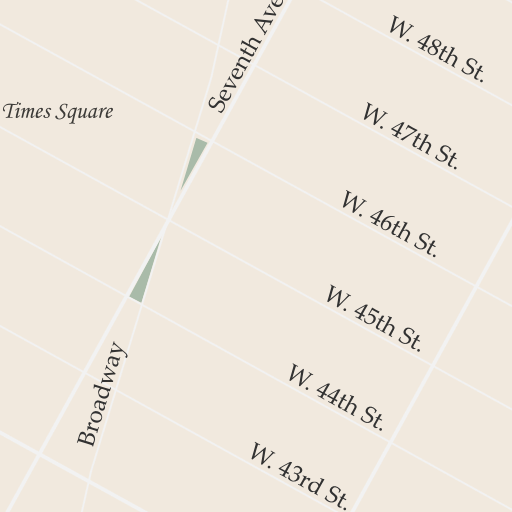 W. 48th St.
Seventh Ave
Times Square
W. 47th St.
W. 46th St.
W. 45th St.
W. 44th St.
Broadway
W. 43rd St.